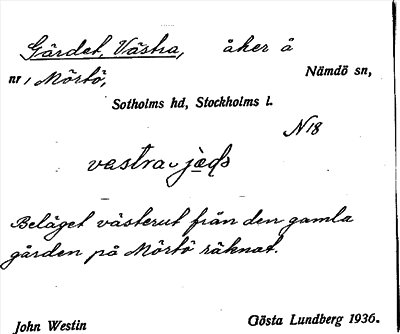 Gärdet, Västra, åker å
nr 1 Mörtö, Nämdö sn,
Sotholms hd, Stockholms l.
N 18
vastra jæḍs
Beläget västerut från den gamla
gården på Mörtö räknat.
John Westin Gösta Lundberg 1936.